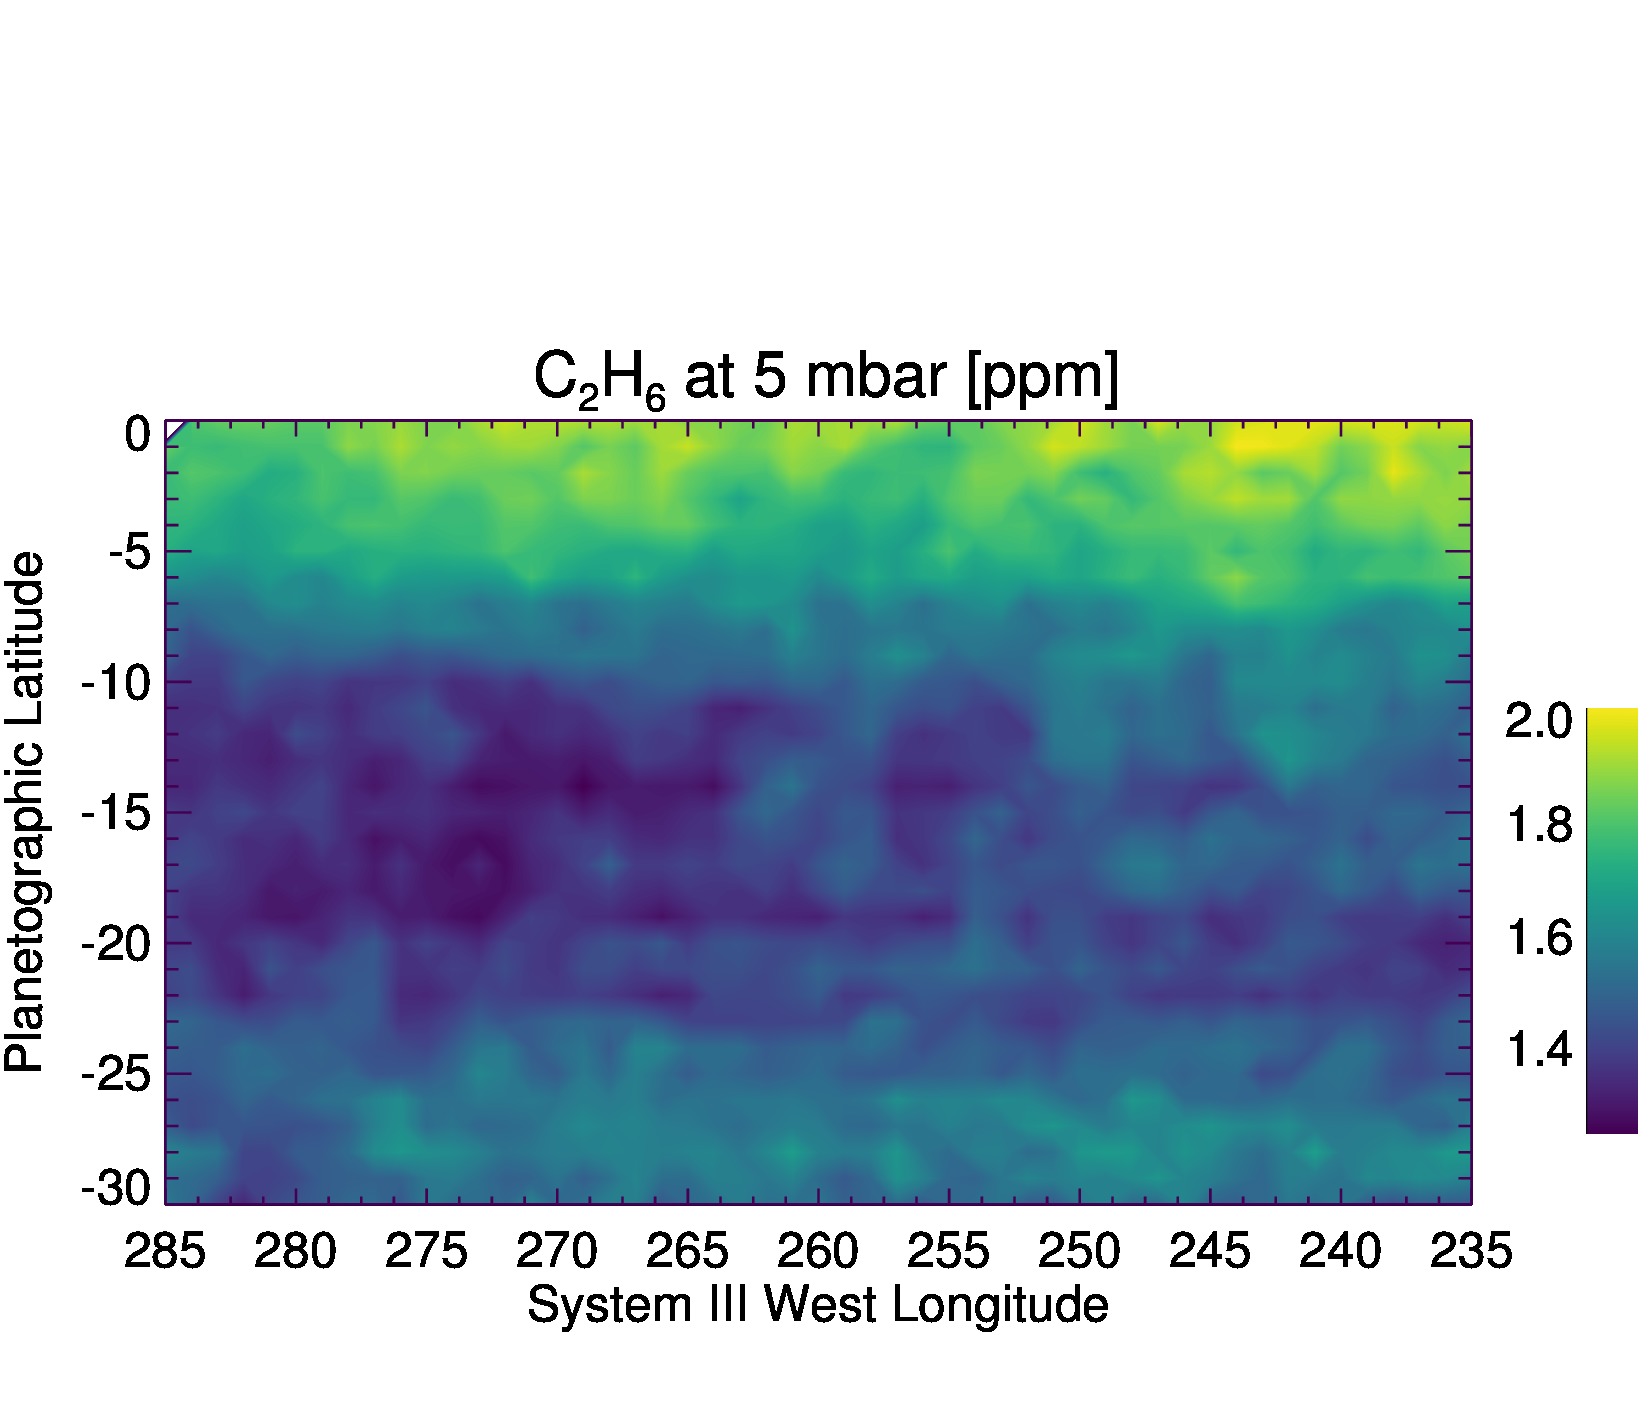 C₂H₆ at 5 mbar [ppm]
0
-5
-10
-15
-20
-25
-30
Planetographic Latitude
285 280 275 270 265 260 255 250 245 240 235
System III West Longitude
2.0
1.8
1.6
1.4